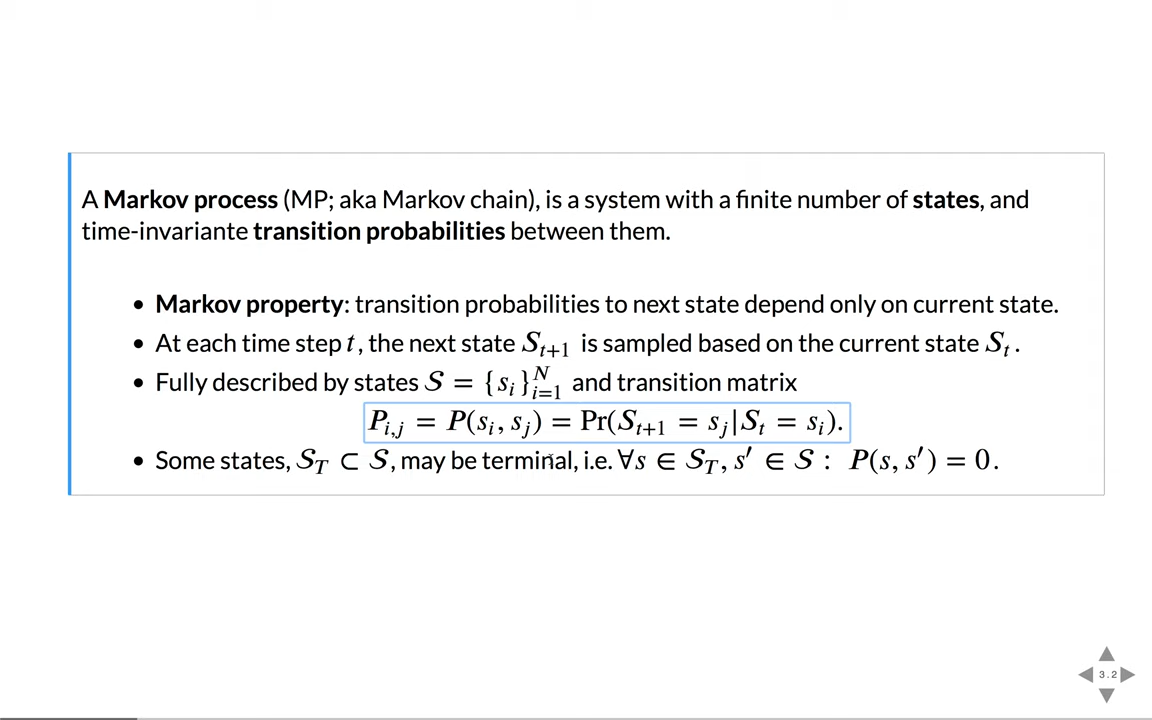 A Markov process (MP; aka Markov chain), is a system with a finite number of states, and
time-invariante transition probabilities between them.
• Markov property: transition probabilities to next state depend only on current state.
• At each time step t, the next state S_{t+1} is sampled based on the current state S_t.
• Fully described by states 𝒮 = {s_i}_{i=1}^N and transition matrix
P_{i,j} = P(s_i, s_j) = Pr(S_{t+1} = s_j|S_t = s_i).
• Some states, 𝒮_T ⊂ 𝒮, may be terminal, i.e. ∀s ∈ 𝒮_T, s′ ∈ 𝒮 : P(s, s′) = 0.
3.2